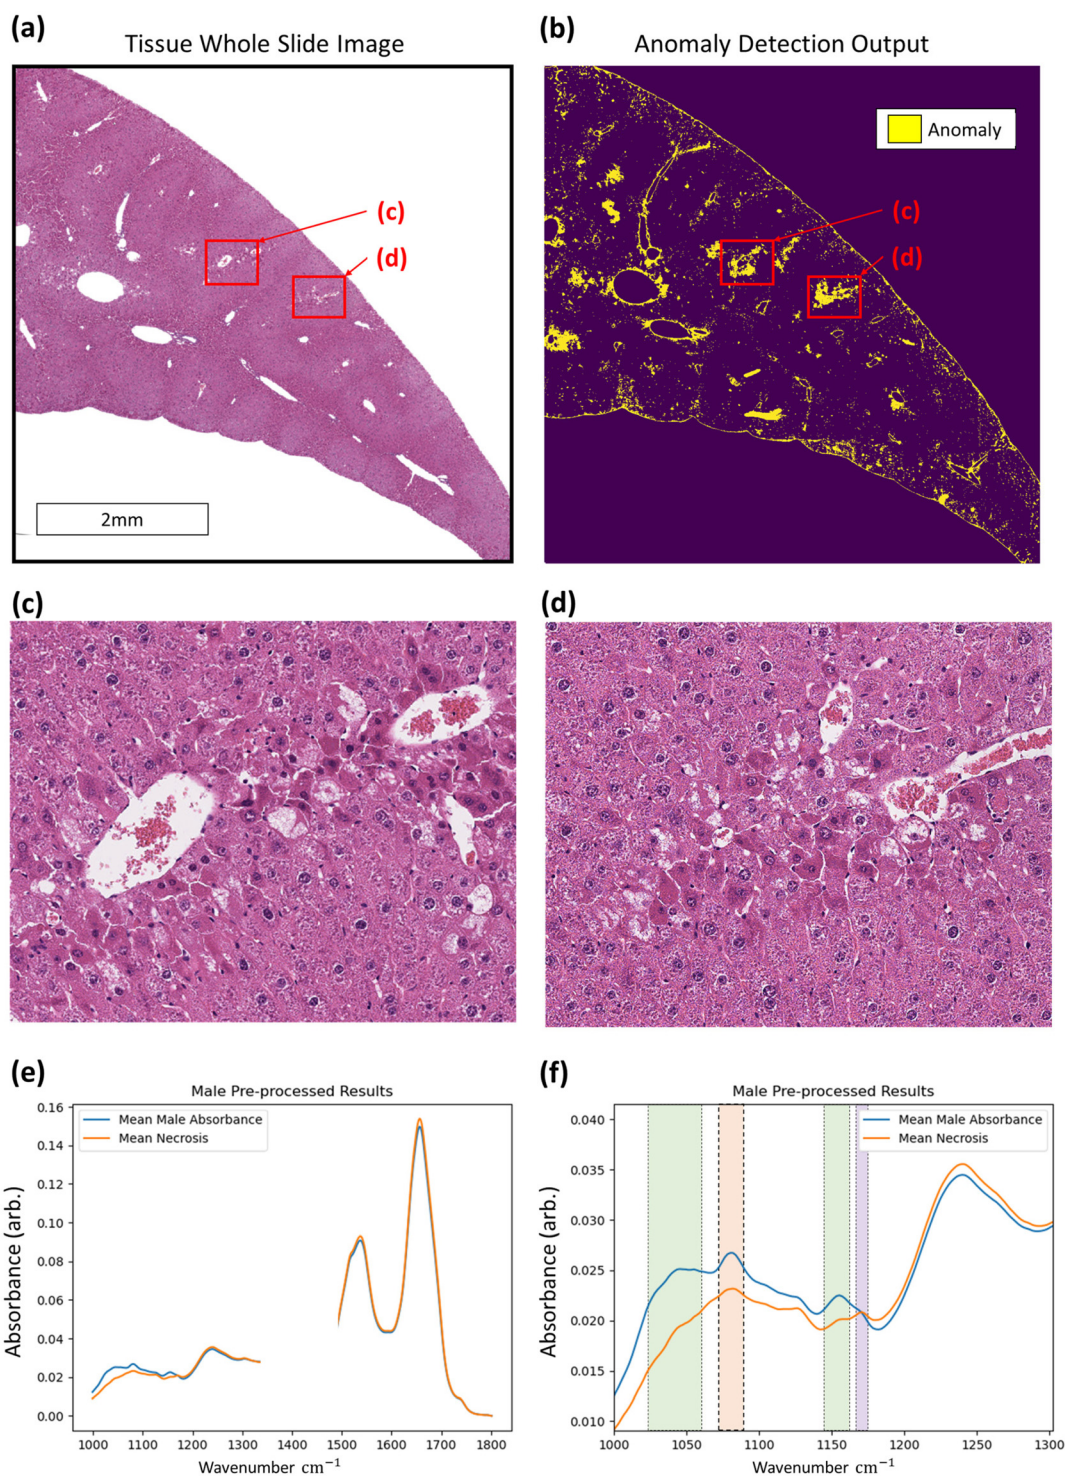 (a)
Tissue Whole Slide Image
(c)
(d)
2mm
(b)
Anomaly Detection Output
Anomaly
(c)
(d)
(c)
(d)
(e)
Male Pre-processed Results
Mean Male Absorbance
Mean Necrosis
Absorbance (arb.)
0.16
0.14
0.12
0.10
0.08
0.06
0.04
0.02
0.00
1000 1100 1200 1300 1400 1500 1600 1700 1800
Wavenumber cm⁻¹
(f)
Male Pre-processed Results
Mean Male Absorbance
Mean Necrosis
Absorbance (arb.)
0.040
0.035
0.030
0.025
0.020
0.015
0.010
1000 1050 1100 1150 1200 1250 1300
Wavenumber cm⁻¹